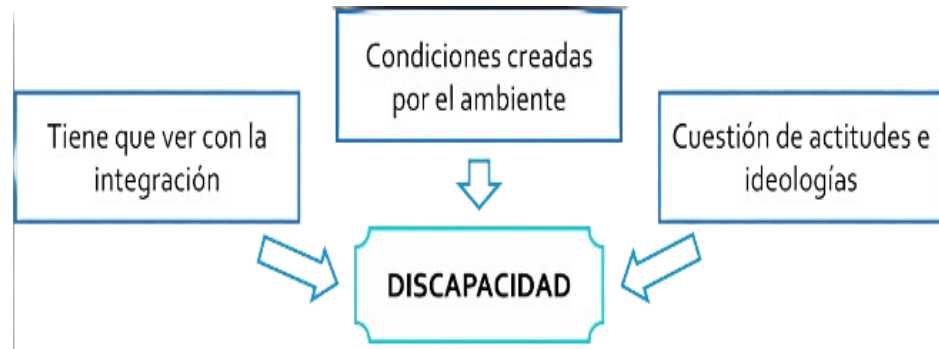 Condiciones creadas
por el ambiente
Tiene que ver con la
integración
Cuestión de actitudes e
ideologías
DISCAPACIDAD